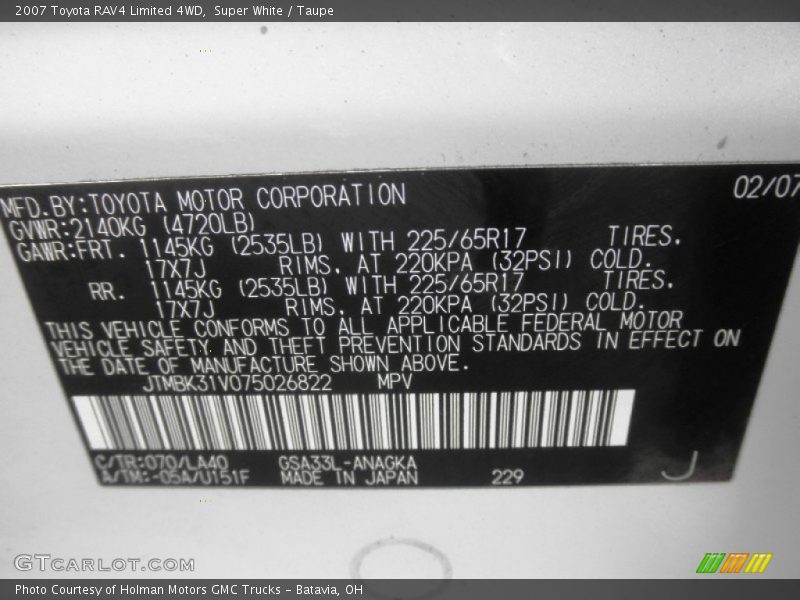 2007 Toyota RAV4 Limited 4WD, Super White / Taupe
MFD.BY:TOYOTA MOTOR CORPORATION 02/07
GVWR:2140KG (4720LB)
GAWR:FRT. 1145KG (2535LB) WITH 225/65R17 TIRES.
17X7J RIMS. AT 220KPA (32PSI) COLD.
RR. 1145KG (2535LB) WITH 225/65R17 TIRES.
17X7J RIMS. AT 220KPA (32PSI) COLD.
THIS VEHICLE CONFORMS TO ALL APPLICABLE FEDERAL MOTOR
VEHICLE SAFETY AND THEFT PREVENTION STANDARDS IN EFFECT ON
THE DATE OF MANUFACTURE SHOWN ABOVE.
JTMBK31V075026822 MPV
C/TR:070/LA40 GSA33L-ANAGKA
A/TM:-05A/U151F MADE IN JAPAN 229 J
GTCARLOT.COM
Photo Courtesy of Holman Motors GMC Trucks - Batavia, OH